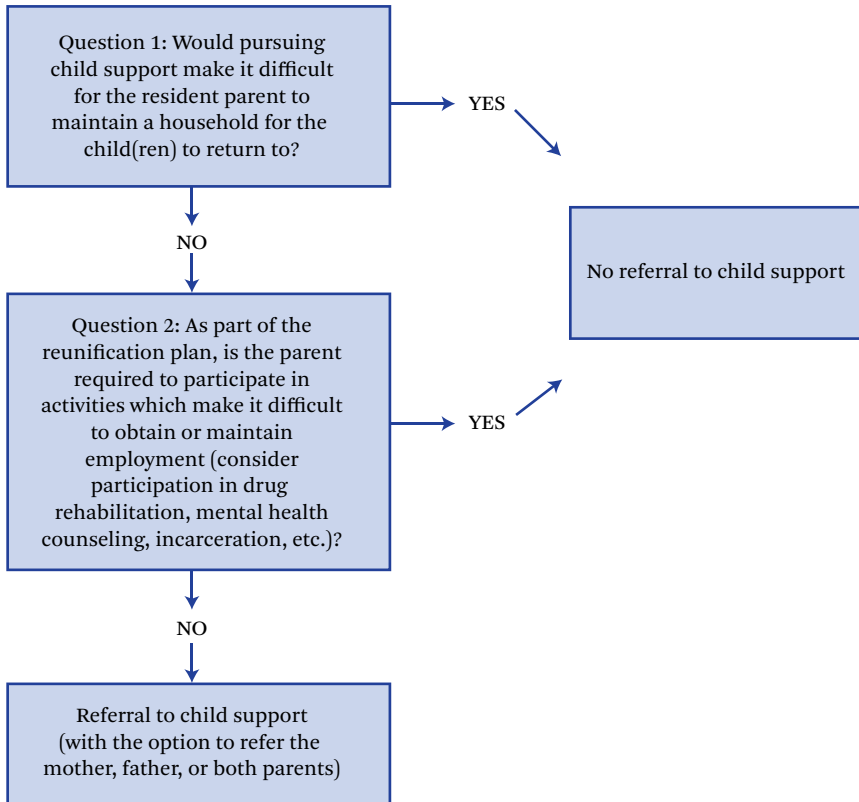 Question 1: Would pursuing
child support make it difficult
for the resident parent to
maintain a household for the
child(ren) to return to?
YES
NO
No referral to child support
Question 2: As part of the
reunification plan, is the parent
required to participate in
activities which make it difficult
to obtain or maintain
employment (consider
participation in drug
rehabilitation, mental health
counseling, incarceration, etc.)?
YES
NO
Referral to child support
(with the option to refer the
mother, father, or both parents)